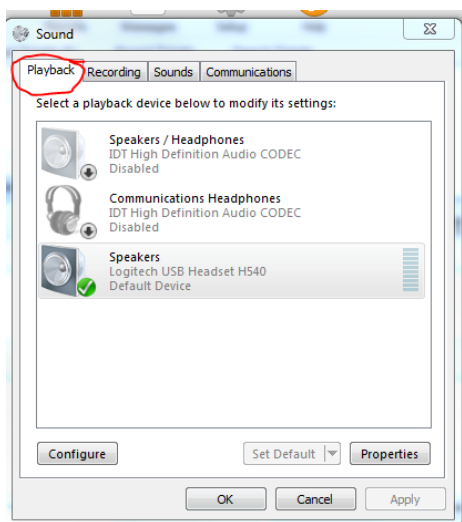 Sound
Playback Recording Sounds Communications
Select a playback device below to modify its settings:
Speakers / Headphones
IDT High Definition Audio CODEC
Disabled
Communications Headphones
IDT High Definition Audio CODEC
Disabled
Speakers
Logitech USB Headset H540
Default Device
Configure Set Default Properties
OK Cancel Apply